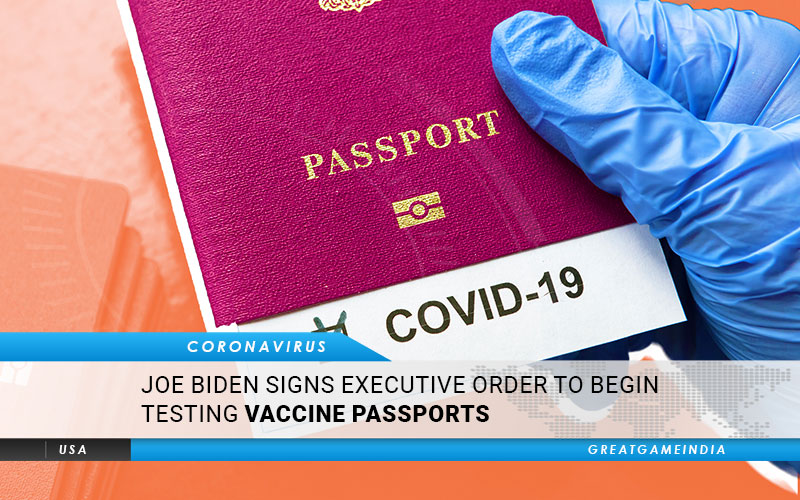 PASSPORT
COVID-19
CORONAVIRUS
JOE BIDEN SIGNS EXECUTIVE ORDER TO BEGIN
TESTING VACCINE PASSPORTS
USA
GREATGAMEINDIA